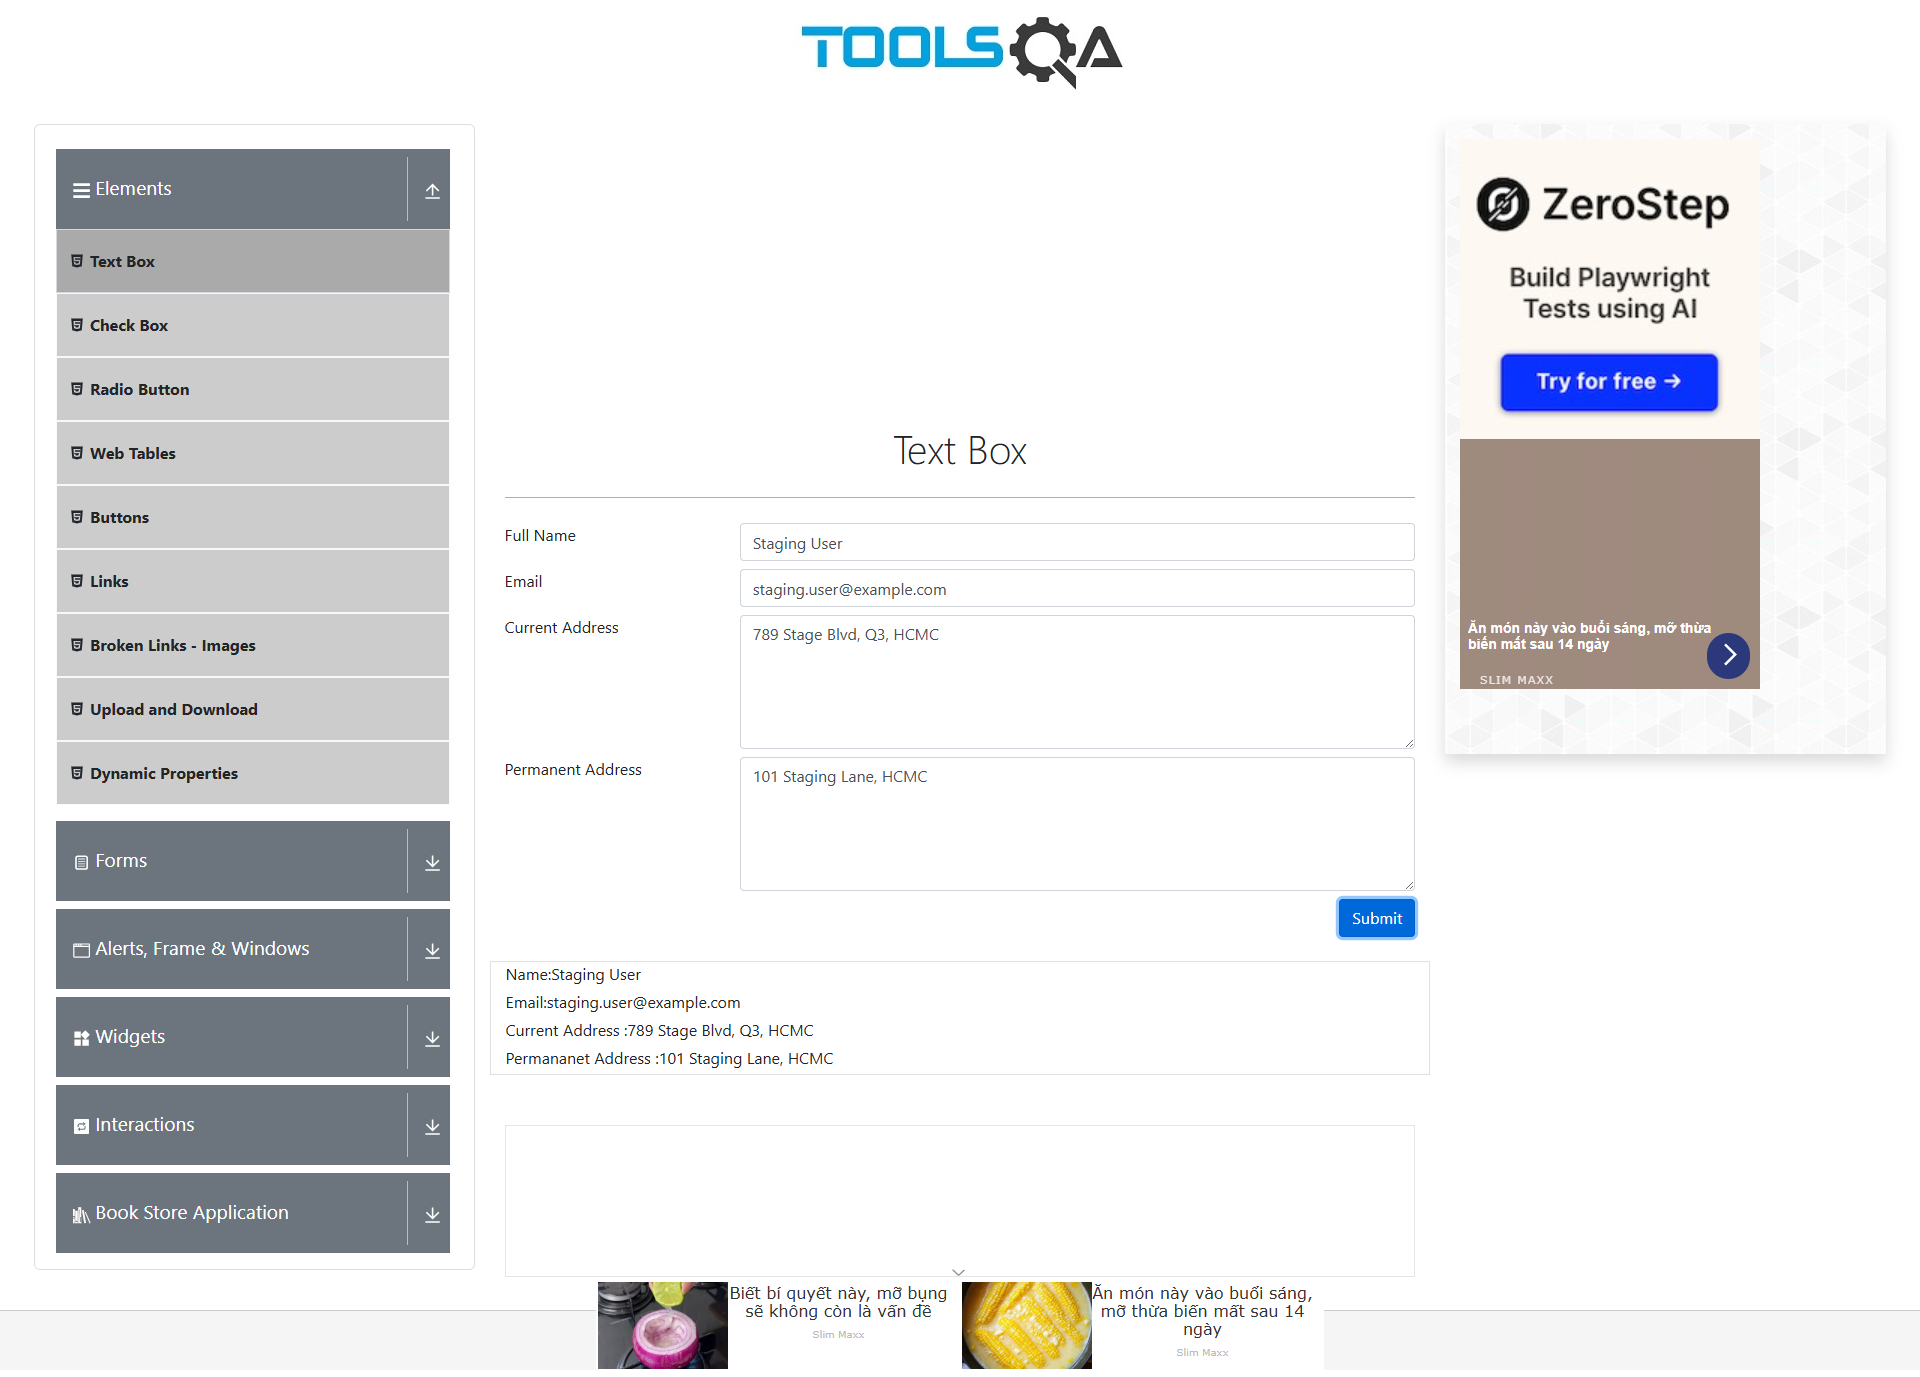 TOOLSQA
Elements
Text Box
Check Box
Radio Button
Web Tables
Buttons
Links
Broken Links - Images
Upload and Download
Dynamic Properties
Forms
Alerts, Frame & Windows
Widgets
Interactions
Book Store Application
Text Box
Full Name
Staging User
Email
staging.user@example.com
Current Address
789 Stage Blvd, Q3, HCMC
Permanent Address
101 Staging Lane, HCMC
Submit
Name:Staging User
Email:staging.user@example.com
Current Address :789 Stage Blvd, Q3, HCMC
Permananet Address :101 Staging Lane, HCMC
ZeroStep
Build Playwright
Tests using AI
Try for free →
Ăn món này vào buổi sáng, mỡ thừa
biến mất sau 14 ngày
SLIM MAXX
Biết bí quyết này, mỡ bụng
sẽ không còn là vấn đề
Slim Maxx
Ăn món này vào buổi sáng,
mỡ thừa biến mất sau 14
ngày
Slim Maxx